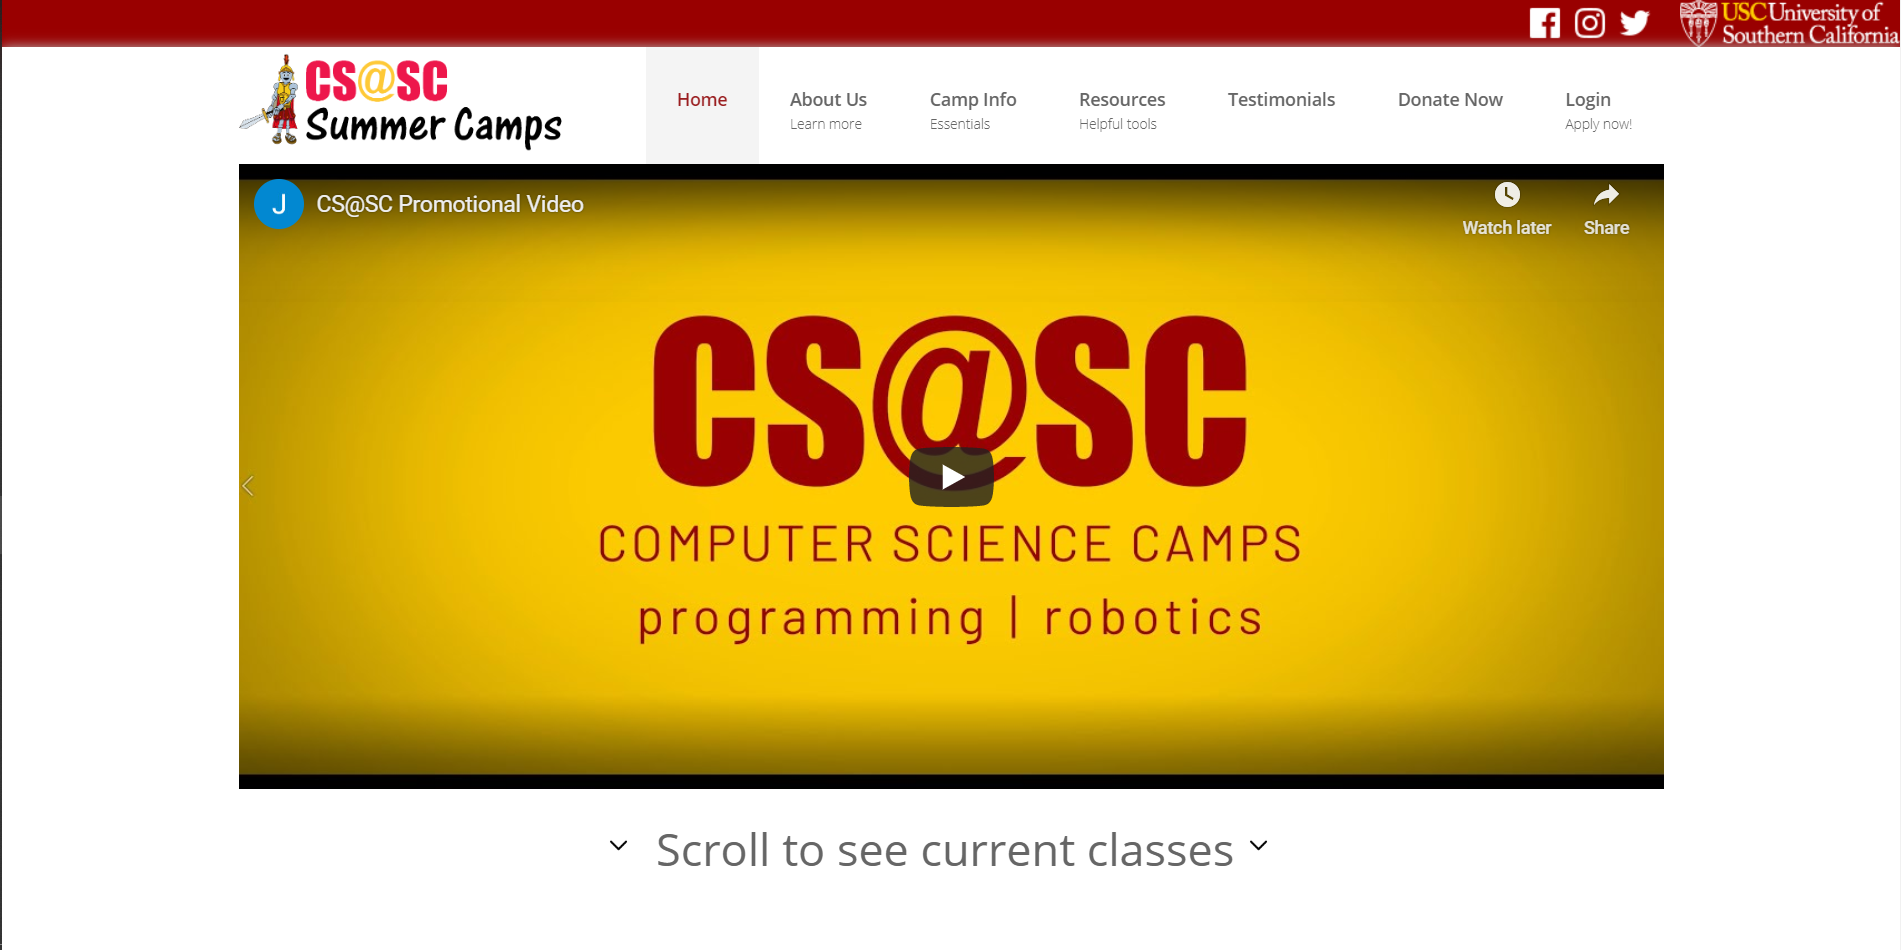 USC University of
Southern California
CS@SC
Summer Camps
Home
About Us
Learn more
Camp Info
Essentials
Resources
Helpful tools
Testimonials
Donate Now
Login
Apply now!
J
CS@SC Promotional Video
Watch later
Share
CS@SC
COMPUTER SCIENCE CAMPS
programming | robotics
Scroll to see current classes